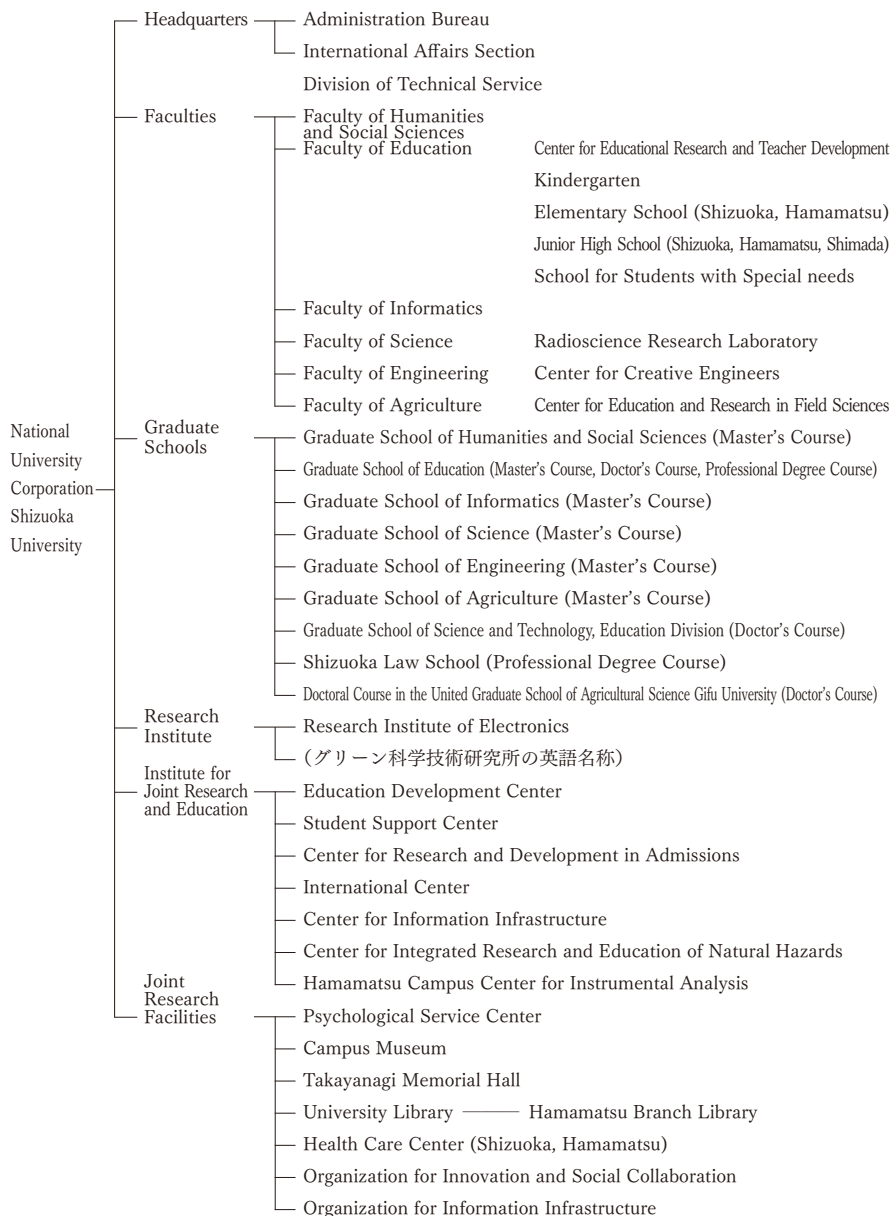 Headquarters
Administration Bureau
International Affairs Section
Division of Technical Service
Faculties
Faculty of Humanities
and Social Sciences
Faculty of Education
Center for Educational Research and Teacher Development
Kindergarten
Elementary School (Shizuoka, Hamamatsu)
Junior High School (Shizuoka, Hamamatsu, Shimada)
School for Students with Special needs
Faculty of Informatics
Faculty of Science
Radioscience Research Laboratory
Faculty of Engineering
Center for Creative Engineers
Faculty of Agriculture
Center for Education and Research in Field Sciences
National
University
Corporation
Shizuoka
University
Graduate
Schools
Graduate School of Humanities and Social Sciences (Master’s Course)
Graduate School of Education (Master’s Course, Doctor’s Course, Professional Degree Course)
Graduate School of Informatics (Master’s Course)
Graduate School of Science (Master’s Course)
Graduate School of Engineering (Master’s Course)
Graduate School of Agriculture (Master’s Course)
Graduate School of Science and Technology, Education Division (Doctor’s Course)
Shizuoka Law School (Professional Degree Course)
Doctoral Course in the United Graduate School of Agricultural Science Gifu University (Doctor’s Course)
Research
Institute
Research Institute of Electronics
（グリーン科学技術研究所の英語名称）
Institute for
Joint Research
and Education
Education Development Center
Student Support Center
Center for Research and Development in Admissions
International Center
Center for Information Infrastructure
Center for Integrated Research and Education of Natural Hazards
Hamamatsu Campus Center for Instrumental Analysis
Joint
Research
Facilities
Psychological Service Center
Campus Museum
Takayanagi Memorial Hall
University Library
Hamamatsu Branch Library
Health Care Center (Shizuoka, Hamamatsu)
Organization for Innovation and Social Collaboration
Organization for Information Infrastructure